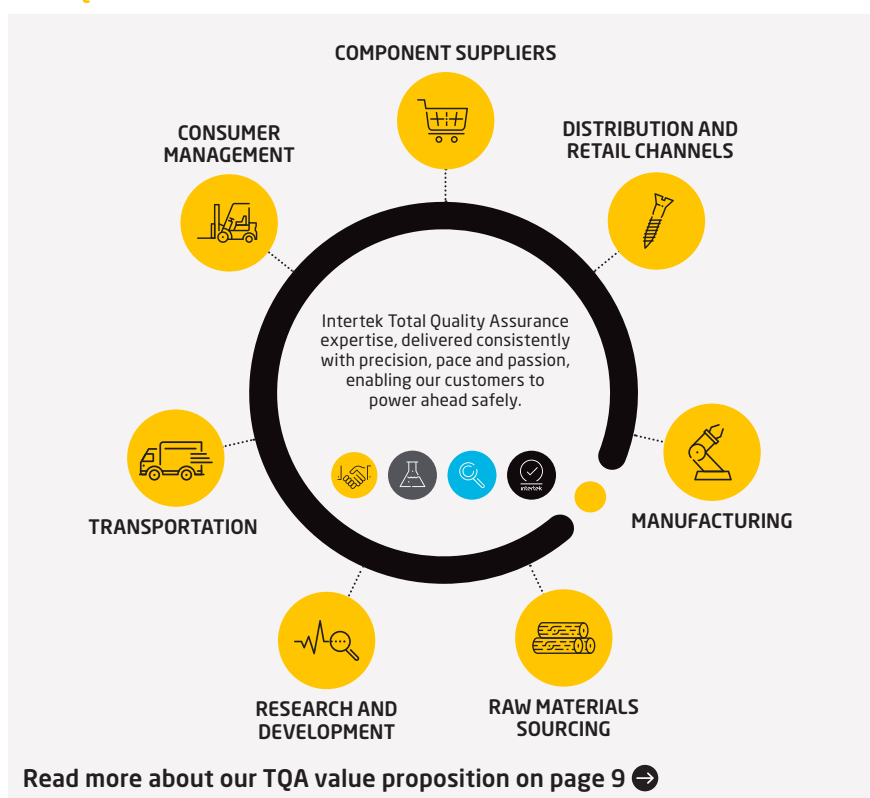 COMPONENT SUPPLIERS
CONSUMER
MANAGEMENT
DISTRIBUTION AND
RETAIL CHANNELS
Intertek Total Quality Assurance
expertise, delivered consistently
with precision, pace and passion,
enabling our customers to
power ahead safely.
intertek
TRANSPORTATION
MANUFACTURING
RESEARCH AND
DEVELOPMENT
RAW MATERIALS
SOURCING
Read more about our TQA value proposition on page 9